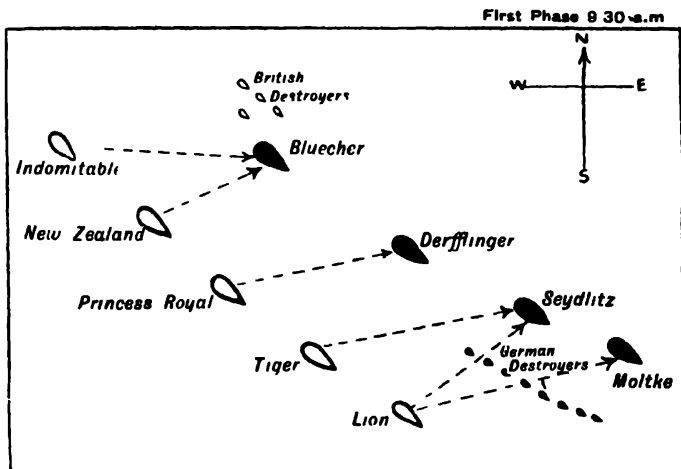 First Phase 9 30 a.m
N
W E
S
British
Destroyers
Bluecher
Indomitable
New Zealand
Derfflinger
Princess Royal
Seydlitz
Tiger
German
Destroyers
Moltke
Lion